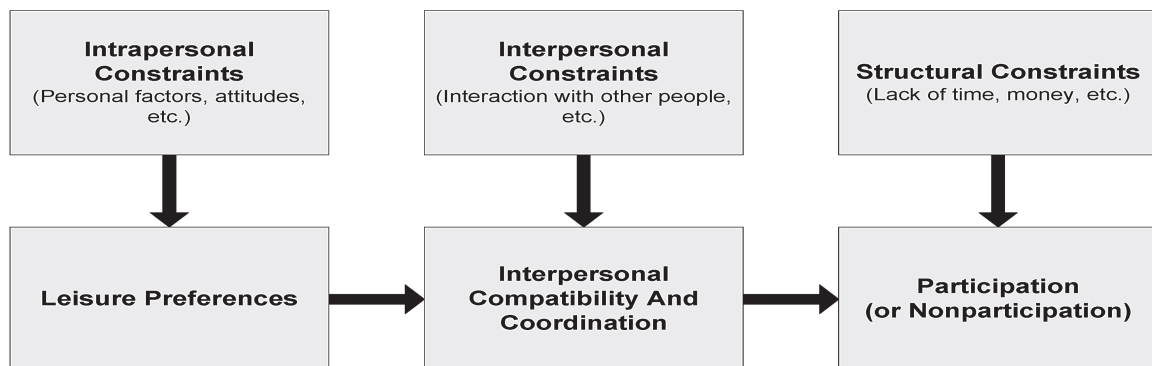 Intrapersonal
Constraints
(Personal factors, attitudes,
etc.)
Interpersonal
Constraints
(Interaction with other people,
etc.)
Structural Constraints
(Lack of time, money, etc.)
Leisure Preferences
Interpersonal
Compatibility And
Coordination
Participation
(or Nonparticipation)